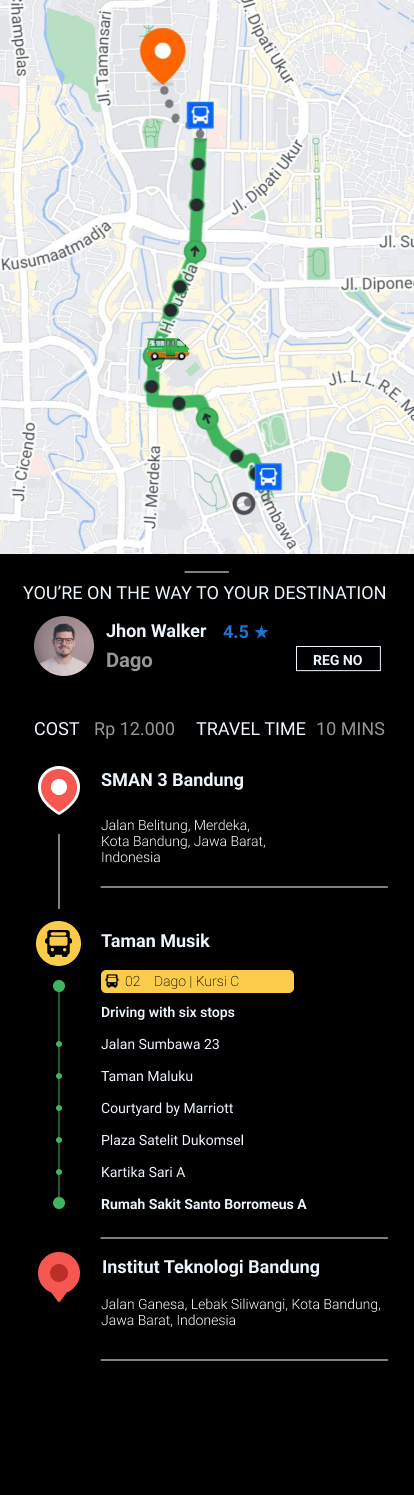 Jl. Tamansari
Jl. Dipati Ukur
Jl. Dipati Ukur
Kusumaatmadja
Jl. Su
Jl. Dipone
Jl. L.L.R.E. M
Jl. Cicendo
Jl. Merdeka
YOU’RE ON THE WAY TO YOUR DESTINATION
Jhon Walker 4.5 ★
Dago
REG NO
COST Rp 12.000 TRAVEL TIME 10 MINS
SMAN 3 Bandung
Jalan Belitung, Merdeka,
Kota Bandung, Jawa Barat,
Indonesia
Taman Musik
02 Dago | Kursi C
Driving with six stops
Jalan Sumbawa 23
Taman Maluku
Courtyard by Marriott
Plaza Satelit Dukomsel
Kartika Sari A
Rumah Sakit Santo Borromeus A
Institut Teknologi Bandung
Jalan Ganesa, Lebak Siliwangi, Kota Bandung,
Jawa Barat, Indonesia